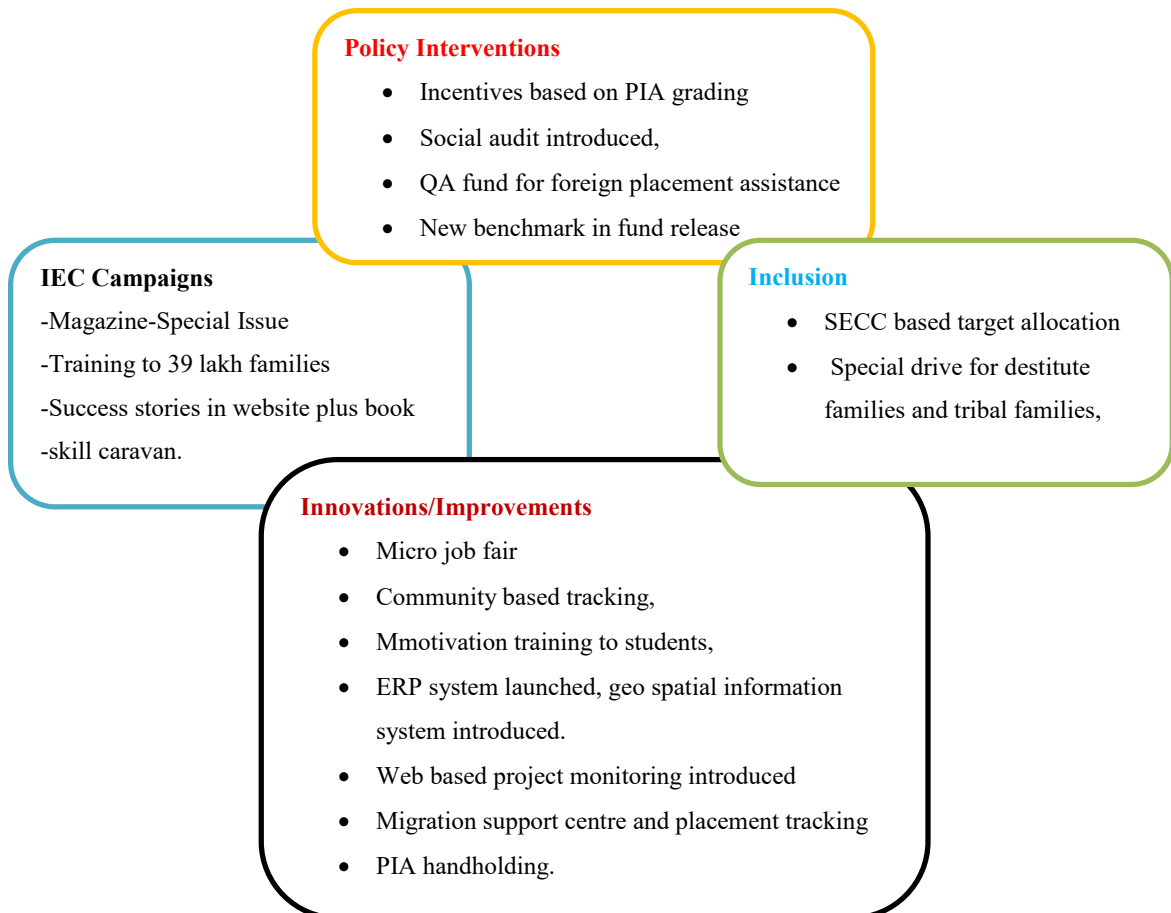 Policy Interventions
• Incentives based on PIA grading
• Social audit introduced,
• QA fund for foreign placement assistance
• New benchmark in fund release
IEC Campaigns
-Magazine-Special Issue
-Training to 39 lakh families
-Success stories in website plus book
-skill caravan.
Inclusion
• SECC based target allocation
• Special drive for destitute
families and tribal families,
Innovations/Improvements
• Micro job fair
• Community based tracking,
• Mmotivation training to students,
• ERP system launched, geo spatial information
system introduced.
• Web based project monitoring introduced
• Migration support centre and placement tracking
• PIA handholding.